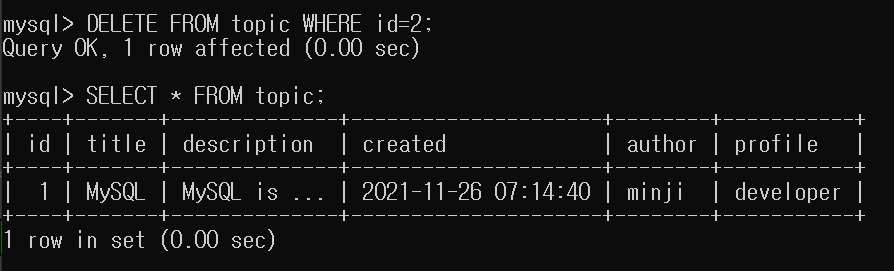 mysql> DELETE FROM topic WHERE id=2;
Query OK, 1 row affected (0.00 sec)
mysql> SELECT * FROM topic;
+----+-------+--------------+---------------------+--------+-----------+
| id | title | description  | created             | author | profile   |
+----+-------+--------------+---------------------+--------+-----------+
|  1 | MySQL | MySQL is ... | 2021-11-26 07:14:40 | minji  | developer |
+----+-------+--------------+---------------------+--------+-----------+
1 row in set (0.00 sec)